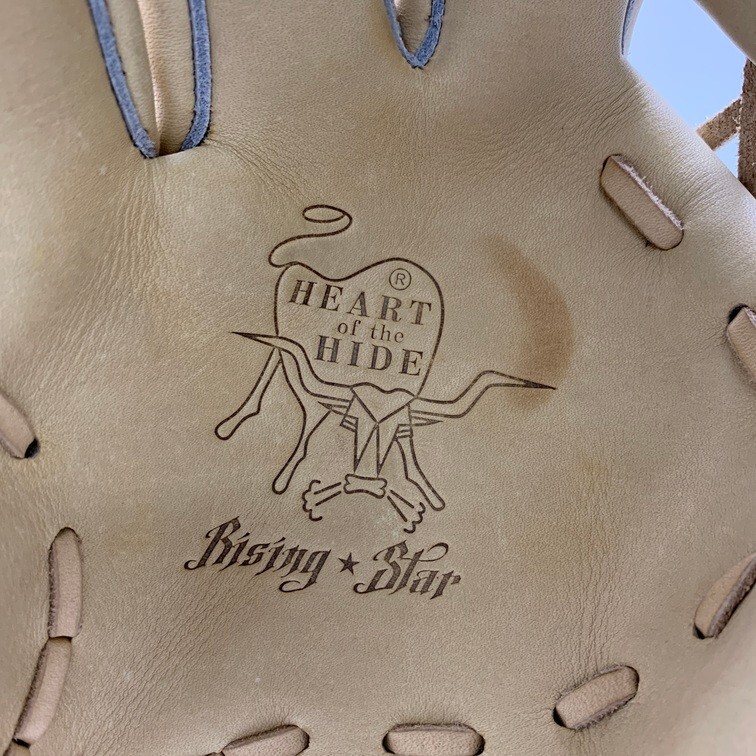 ®
HEART
of the
HIDE
Rising ★ Star